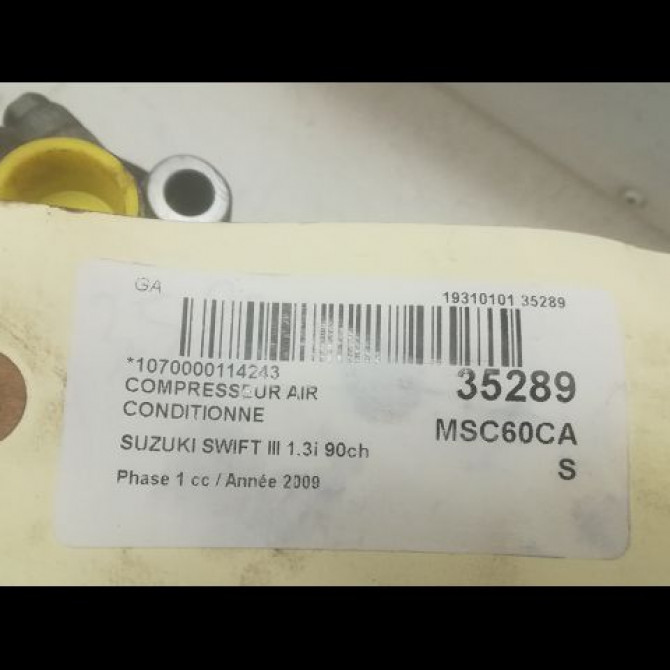 GA
19310101 35289
*1070000114243
COMPRESSEUR AIR
CONDITIONNE
35289
MSC60CA
S
SUZUKI SWIFT III 1.3i 90ch
Phase 1 cc / Année 2009